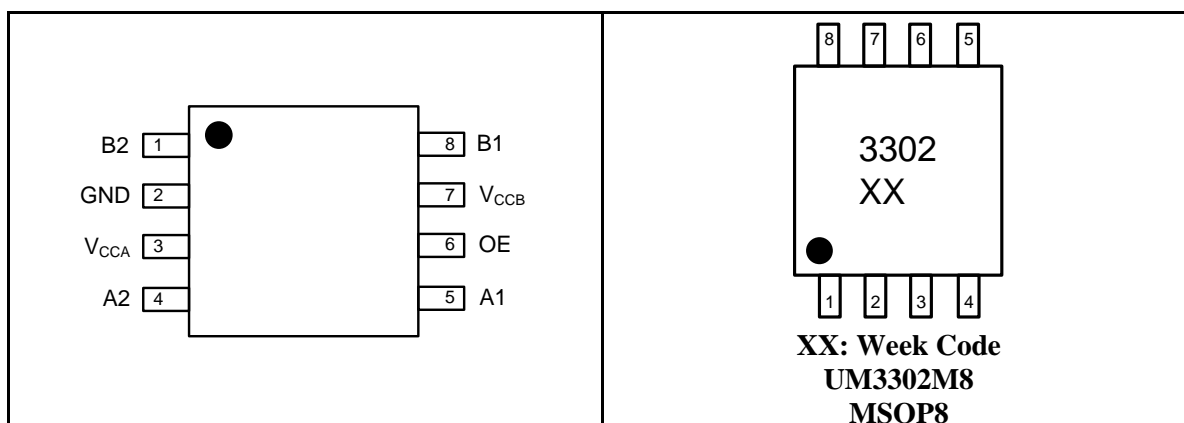 B2 1
8 B1
GND 2
7 VCCB
VCCA 3
6 OE
A2 4
5 A1
8 7 6 5
3302
XX
1 2 3 4
XX: Week Code
UM3302M8
MSOP8